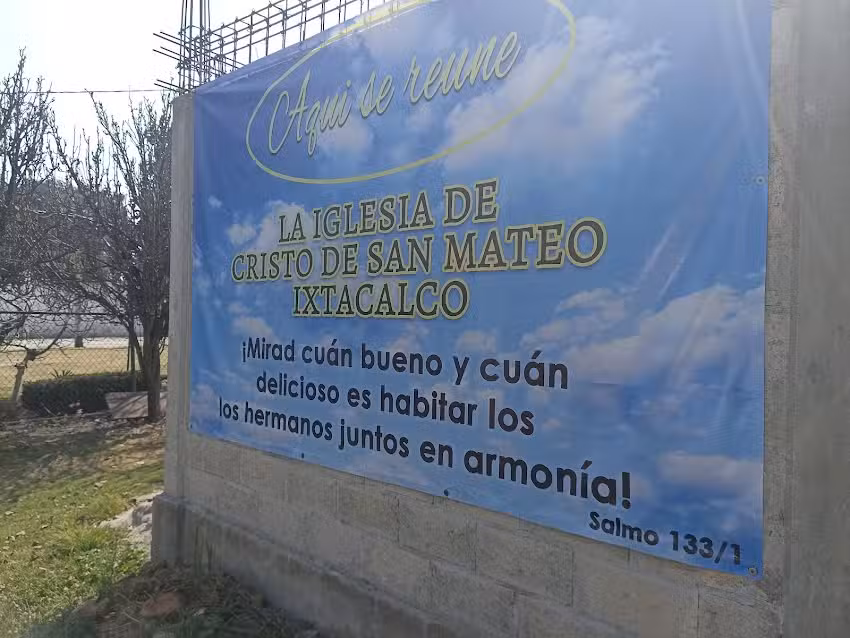 Aqui se reune
LA IGLESIA DE
CRISTO DE SAN MATEO
IXTACALCO
¡Mirad cuán bueno y cuán
delicioso es habitar los
los hermanos juntos en armonía!
Salmo 133/1